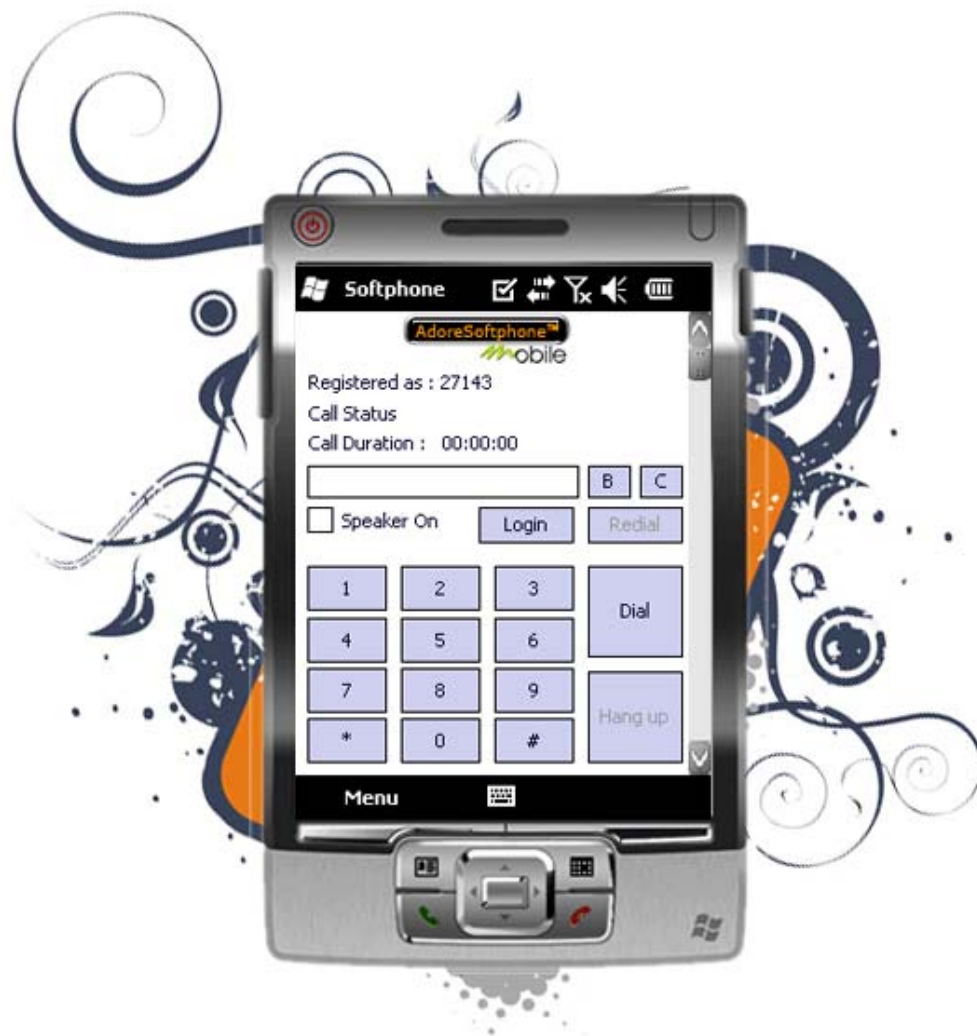 Softphone
AdoreSoftphone™
mobile
Registered as : 27143
Call Status
Call Duration : 00:00:00
B C
Speaker On Login Redial
1 2 3 Dial
4 5 6
7 8 9 Hang up
* 0 #
Menu